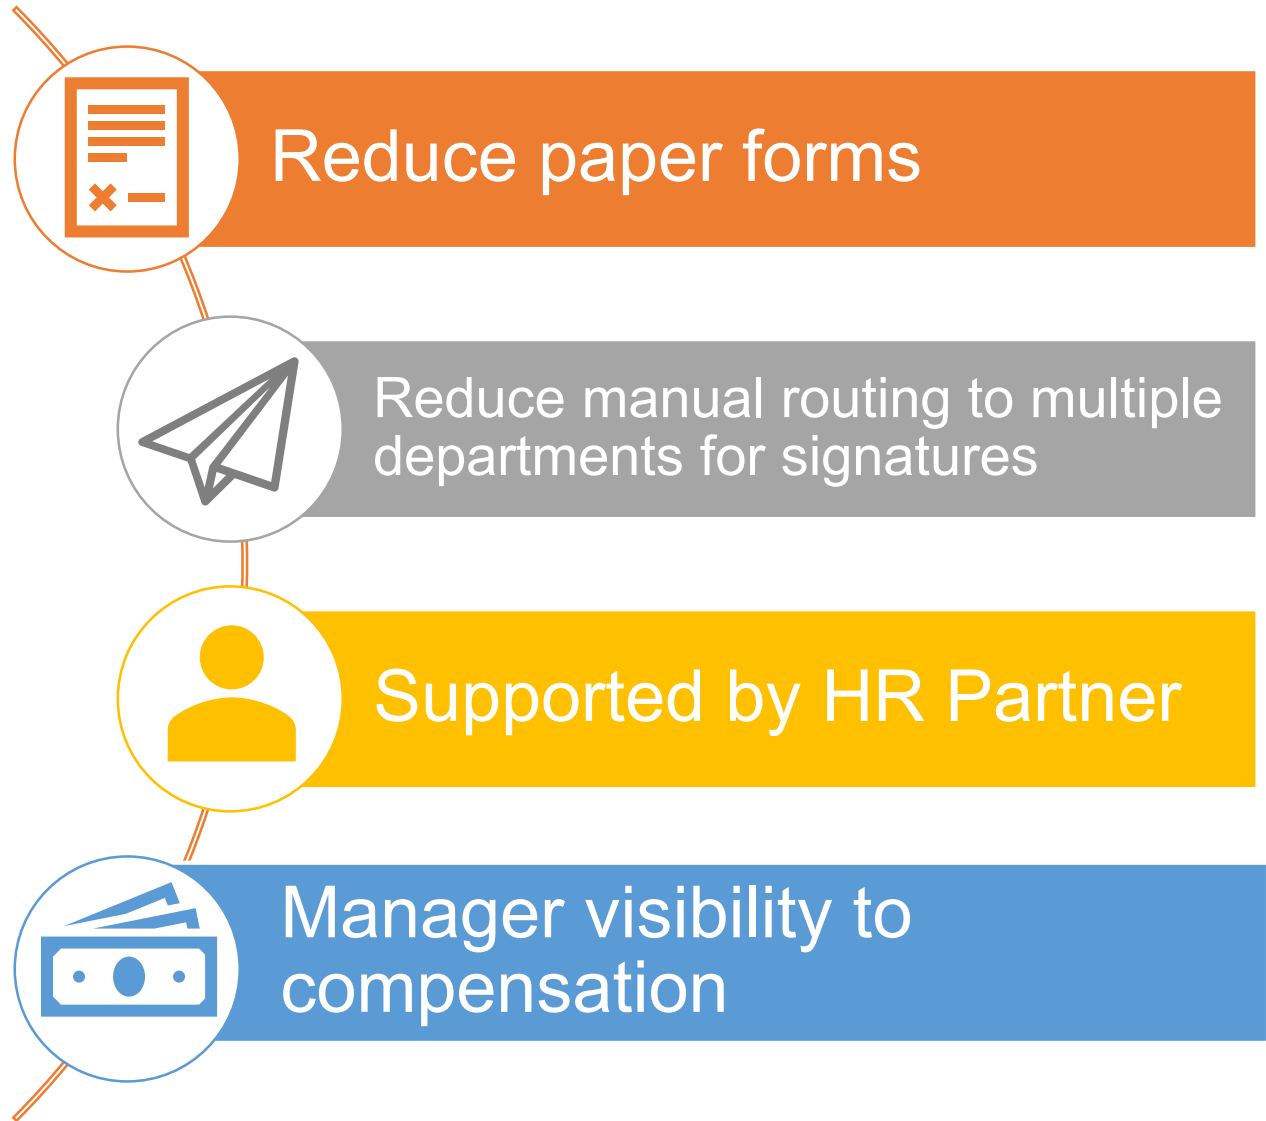 Reduce paper forms
Reduce manual routing to multiple
departments for signatures
Supported by HR Partner
Manager visibility to
compensation